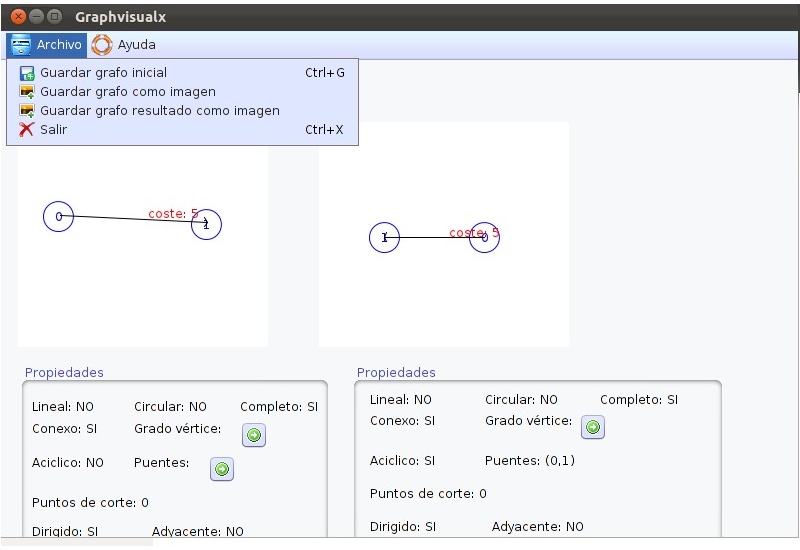 Graphvisualx
Archivo Ayuda
Guardar grafo inicial Ctrl+G
Guardar grafo como imagen
Guardar grafo resultado como imagen
Salir Ctrl+X
0 coste: 5 1
1 coste: 5 0
Propiedades
Lineal: NO Circular: NO Completo: SI
Conexo: SI Grado vértice:
Aciclico: NO Puentes:
Puntos de corte: 0
Dirigido: SI Adyacente: NO
Propiedades
Lineal: NO Circular: NO Completo: SI
Conexo: SI Grado vértice:
Aciclico: SI Puentes: (0,1)
Puntos de corte: 0
Dirigido: SI Adyacente: NO